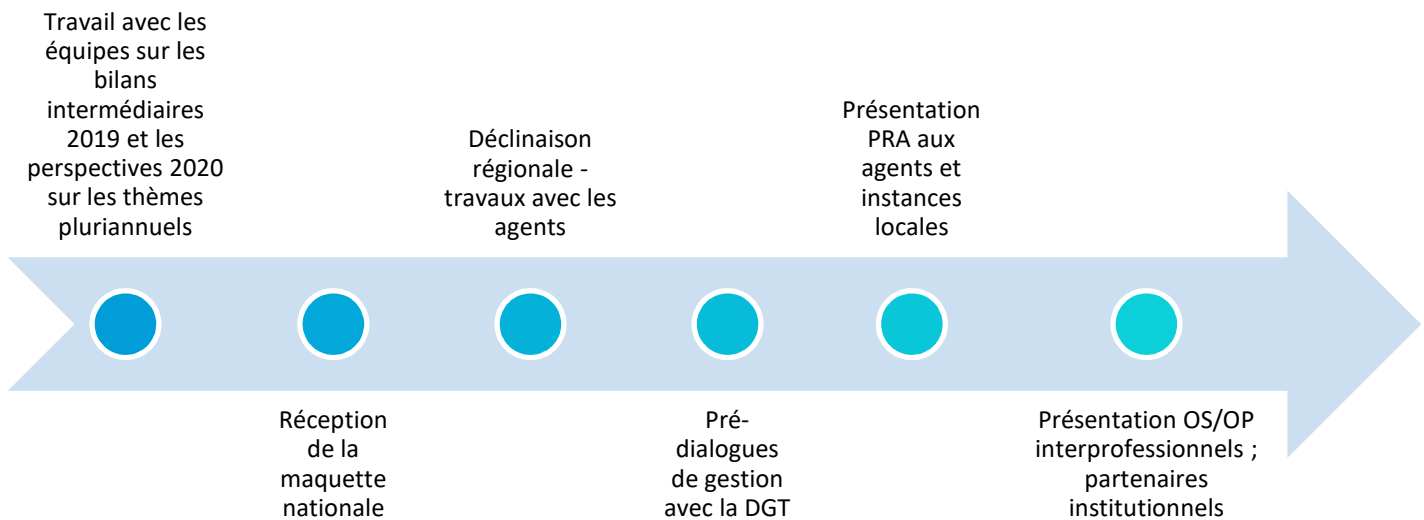 Travail avec les
équipes sur les
bilans
intermédiaires
2019 et les
perspectives 2020
sur les thèmes
pluriannuels
Réception
de la
maquette
nationale
Déclinaison
régionale -
travaux avec les
agents
Pré-
dialogues
de gestion
avec la DGT
Présentation
PRA aux
agents et
instances
locales
Présentation OS/OP
interprofessionnels ;
partenaires
institutionnels